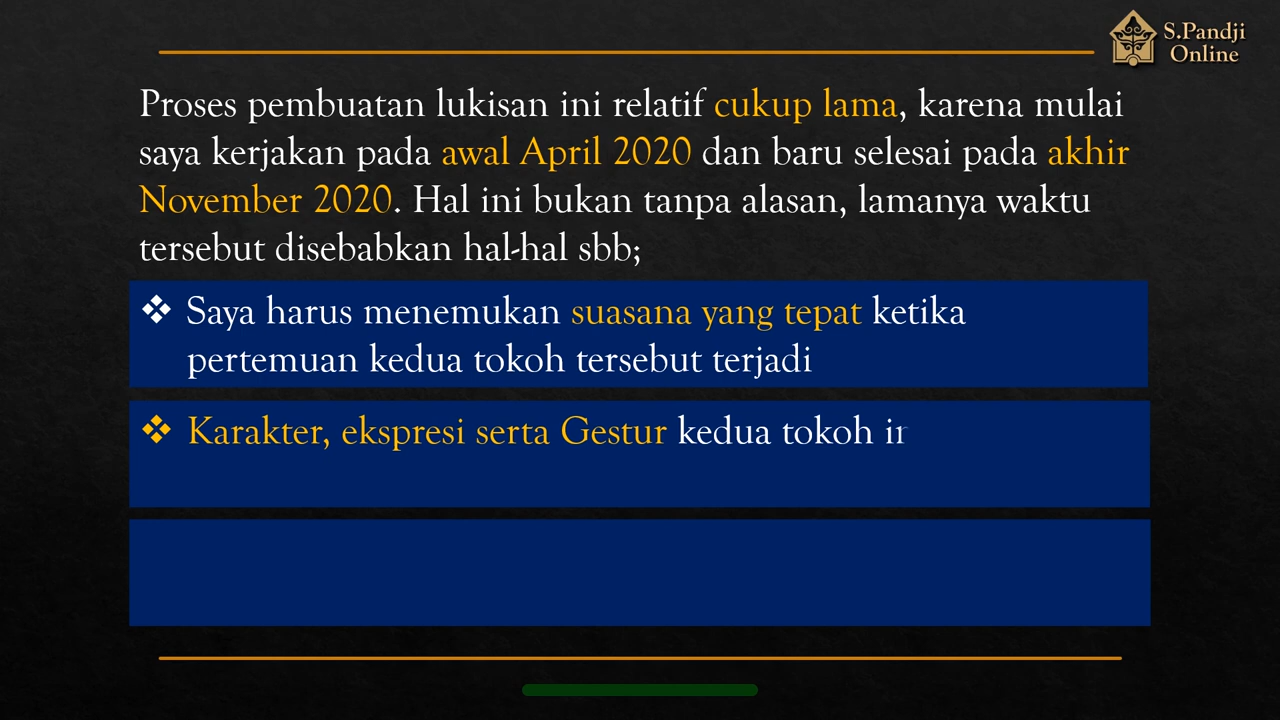 S.Pandji
Online
Proses pembuatan lukisan ini relatif cukup lama, karena mulai
saya kerjakan pada awal April 2020 dan baru selesai pada akhir
November 2020. Hal ini bukan tanpa alasan, lamanya waktu
tersebut disebabkan hal-hal sbb;
❖ Saya harus menemukan suasana yang tepat ketika
pertemuan kedua tokoh tersebut terjadi
❖ Karakter, ekspresi serta Gestur kedua tokoh